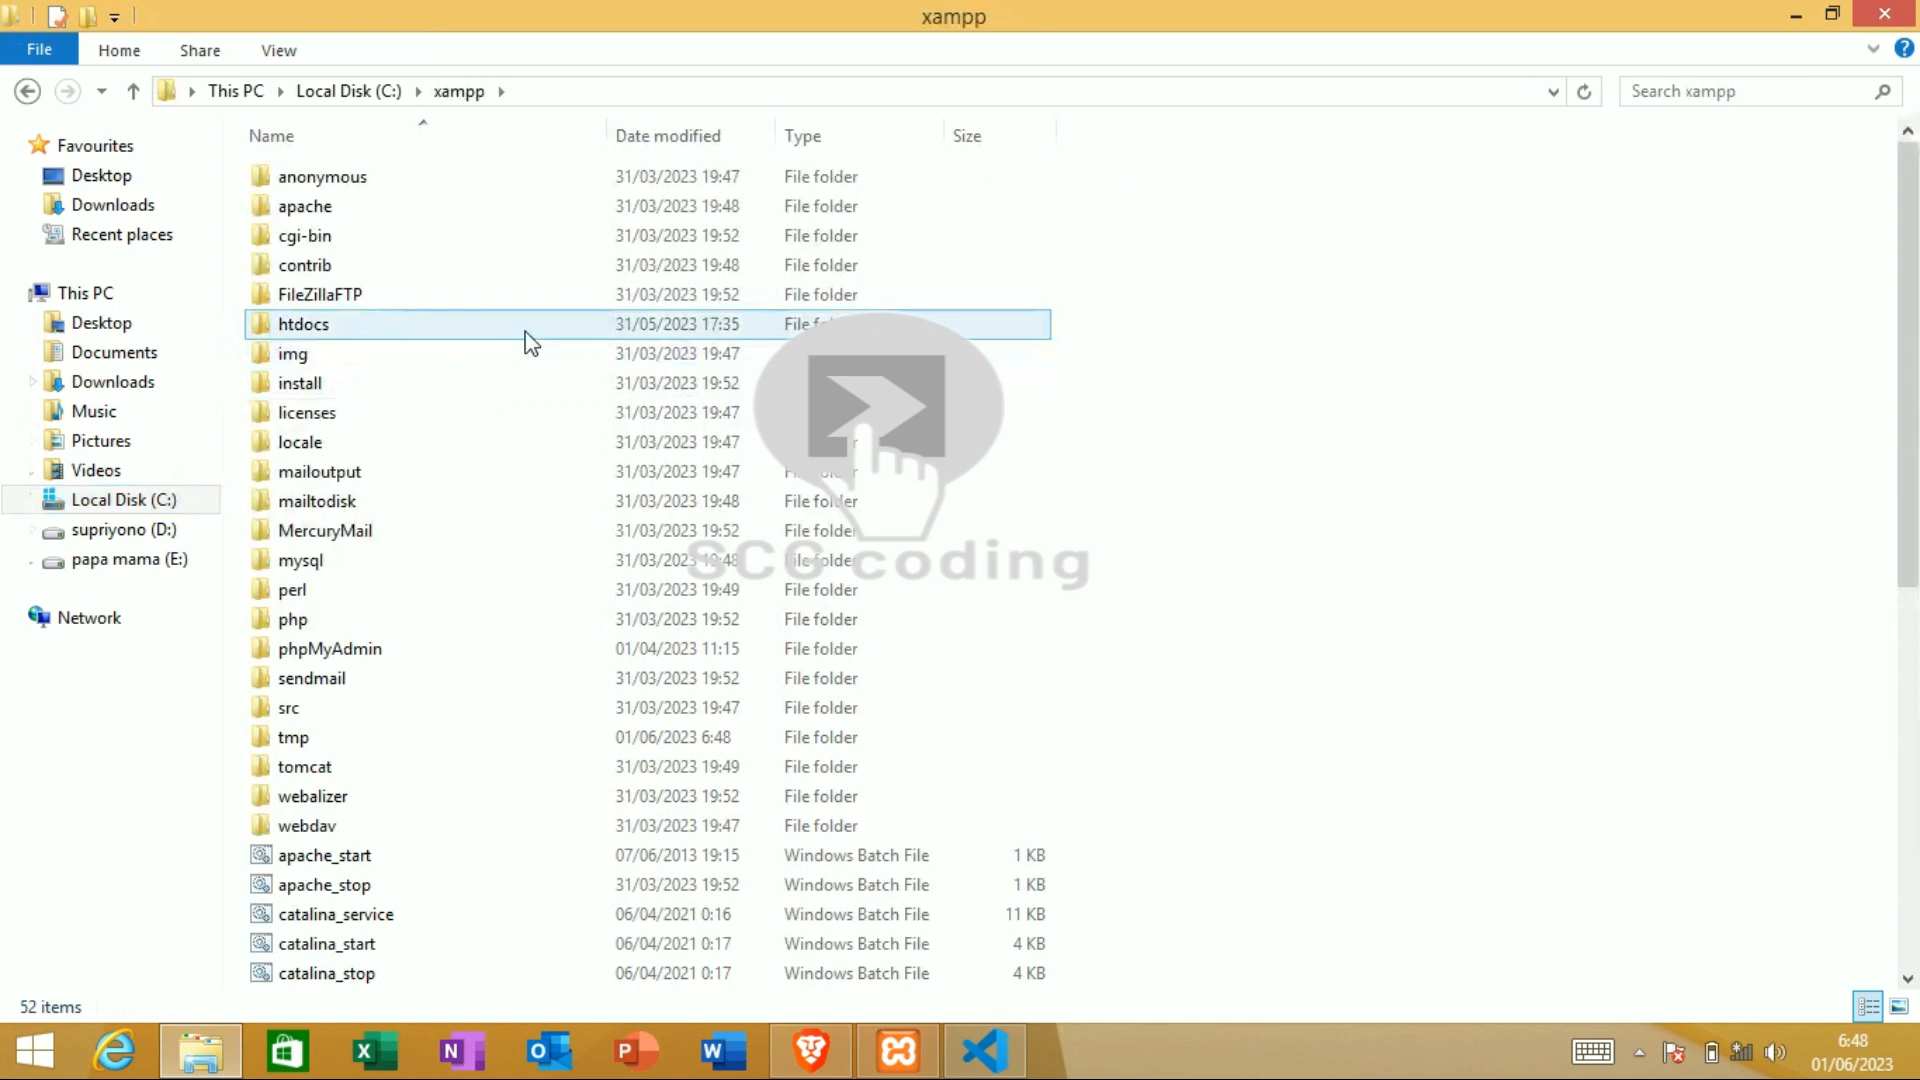 xampp
File Home Share View
This PC Local Disk (C:) xampp Search xampp
Name Date modified Type Size
Favourites
Desktop
Downloads
Recent places
This PC
Desktop
Documents
Downloads
Music
Pictures
Videos
Local Disk (C:)
supriyono (D:)
papa mama (E:)
Network
anonymous 31/03/2023 19:47 File folder
apache 31/03/2023 19:48 File folder
cgi-bin 31/03/2023 19:52 File folder
contrib 31/03/2023 19:48 File folder
FileZillaFTP 31/03/2023 19:52 File folder
htdocs 31/05/2023 17:35 File
img 31/03/2023 19:47
install 31/03/2023 19:52
licenses 31/03/2023 19:47
locale 31/03/2023 19:47
mailoutput 31/03/2023 19:47
mailtodisk 31/03/2023 19:48 File folder
MercuryMail 31/03/2023 19:52 File folder
mysql 31/03/2023 19:48 File folder
SCG coding
perl 31/03/2023 19:49 File folder
php 31/03/2023 19:52 File folder
phpMyAdmin 01/04/2023 11:15 File folder
sendmail 31/03/2023 19:52 File folder
src 31/03/2023 19:47 File folder
tmp 01/06/2023 6:48 File folder
tomcat 31/03/2023 19:49 File folder
webalizer 31/03/2023 19:52 File folder
webdav 31/03/2023 19:47 File folder
apache_start 07/06/2013 19:15 Windows Batch File 1 KB
apache_stop 31/03/2023 19:52 Windows Batch File 1 KB
catalina_service 06/04/2021 0:16 Windows Batch File 11 KB
catalina_start 06/04/2021 0:17 Windows Batch File 4 KB
catalina_stop 06/04/2021 0:17 Windows Batch File 4 KB
52 items
6:48
01/06/2023